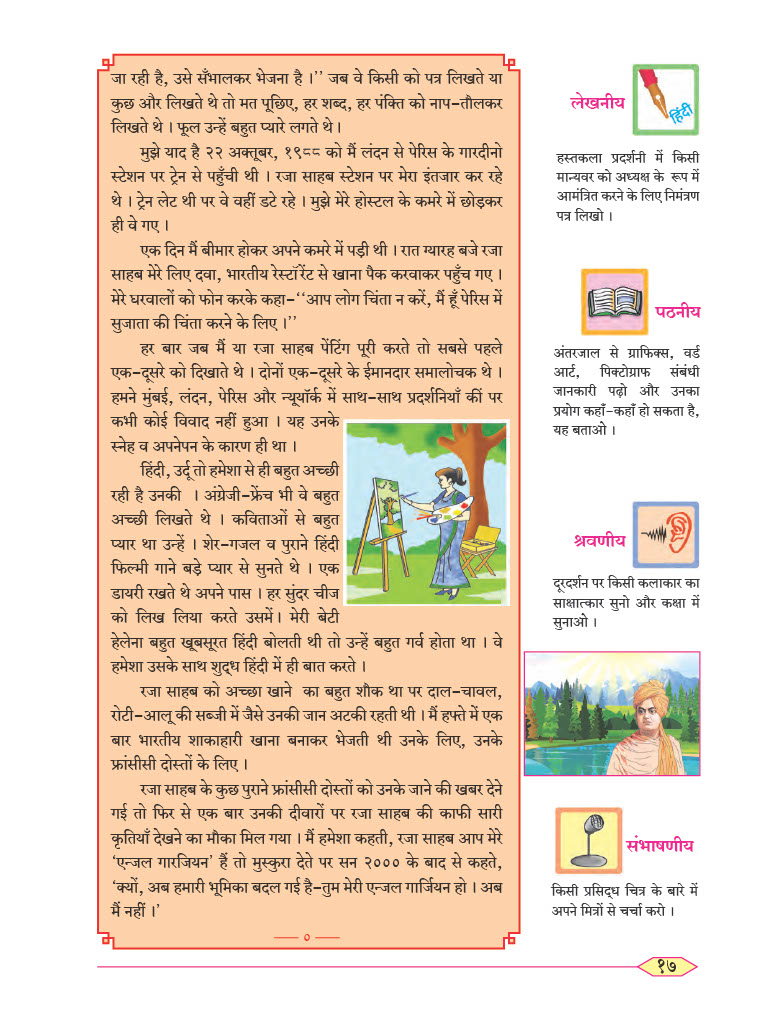 जा रही है, उसे सँभालकर भेजना है ।’’ जब वे किसी को पत्र लिखते या
कुछ और लिखते थे तो मत पूछिए, हर शब्द, हर पंक्ति को नाप-तौलकर
लिखते थे । फूल उन्हें बहुत प्यारे लगते थे ।
मुझे याद है २२ अक्तूबर, १९८८ को मैं लंदन से पेरिस के गारदीनो
स्टेशन पर ट्रेन से पहुँची थी । रजा साहब स्टेशन पर मेरा इंतजार कर रहे
थे । ट्रेन लेट थी पर वे वहीं डटे रहे । मुझे मेरे होस्टल के कमरे में छोड़कर
ही वे गए ।
एक दिन मैं बीमार होकर अपने कमरे में पड़ी थी । रात ग्यारह बजे रजा
साहब मेरे लिए दवा, भारतीय रेस्टॉरेंट से खाना पैक करवाकर पहुँच गए ।
मेरे घरवालों को फोन करके कहा-‘‘आप लोग चिंता न करें, मैं हूँ पेरिस में
सुजाता की चिंता करने के लिए ।’’
हर बार जब मैं या रजा साहब पेंटिंग पूरी करते तो सबसे पहले
एक-दूसरे को दिखाते थे । दोनों एक-दूसरे के ईमानदार समालोचक थे ।
हमने मुंबई, लंदन, पेरिस और न्यूयॉर्क में साथ-साथ प्रदर्शनियाँ कीं पर
कभी कोई विवाद नहीं हुआ । यह उनके
स्नेह व अपनेपन के कारण ही था ।
हिंदी, उर्दू तो हमेशा से ही बहुत अच्छी
रही है उनकी । अंग्रेजी-फ्रेंच भी वे बहुत
अच्छी लिखते थे । कविताओं से बहुत
प्यार था उन्हें । शेर-गजल व पुराने हिंदी
फिल्मी गाने बड़े प्यार से सुनते थे । एक
डायरी रखते थे अपने पास । हर सुंदर चीज
को लिख लिया करते उसमें । मेरी बेटी
हेलेना बहुत खूबसूरत हिंदी बोलती थी तो उन्हें बहुत गर्व होता था । वे
हमेशा उसके साथ शुद्ध हिंदी में ही बात करते ।
रजा साहब को अच्छा खाने का बहुत शौक था पर दाल-चावल,
रोटी-आलू की सब्जी में जैसे उनकी जान अटकी रहती थी । मैं हफ्ते में एक
बार भारतीय शाकाहारी खाना बनाकर भेजती थी उनके लिए, उनके
फ्रांसीसी दोस्तों के लिए ।
रजा साहब के कुछ पुराने फ्रांसीसी दोस्तों को उनके जाने की खबर देने
गई तो फिर से एक बार उनकी दीवारों पर रजा साहब की काफी सारी
कृतियाँ देखने का मौका मिल गया । मैं हमेशा कहती, रजा साहब आप मेरे
‘एन्जल गारजियन’ हैं तो मुस्कुरा देते पर सन २००० के बाद से कहते,
‘क्यों, अब हमारी भूमिका बदल गई है-तुम मेरी एन्जल गार्जियन हो । अब
मैं नहीं ।’
—— ० ——
लेखनीय
हिंदी
हस्तकला प्रदर्शनी में किसी
मान्यवर को अध्यक्ष के रूप में
आमंत्रित करने के लिए निमंत्रण
पत्र लिखो ।
पठनीय
अंतरजाल से ग्राफिक्स, वर्ड
आर्ट, पिक्टोग्राफ संबंधी
जानकारी पढ़ो और उनका
प्रयोग कहाँ-कहाँ हो सकता है,
यह बताओ ।
श्रवणीय
दूरदर्शन पर किसी कलाकार का
साक्षात्कार सुनो और कक्षा में
सुनाओ ।
संभाषणीय
किसी प्रसिद्ध चित्र के बारे में
अपने मित्रों से चर्चा करो ।
१७